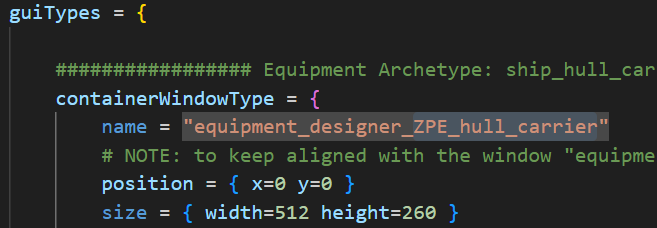 guiTypes = {
################# Equipment Archetype: ship_hull_car
containerWindowType = {
name = "equipment_designer_ZPE_hull_carrier"
# NOTE: to keep aligned with the window "equipme
position = { x=0 y=0 }
size = { width=512 height=260 }